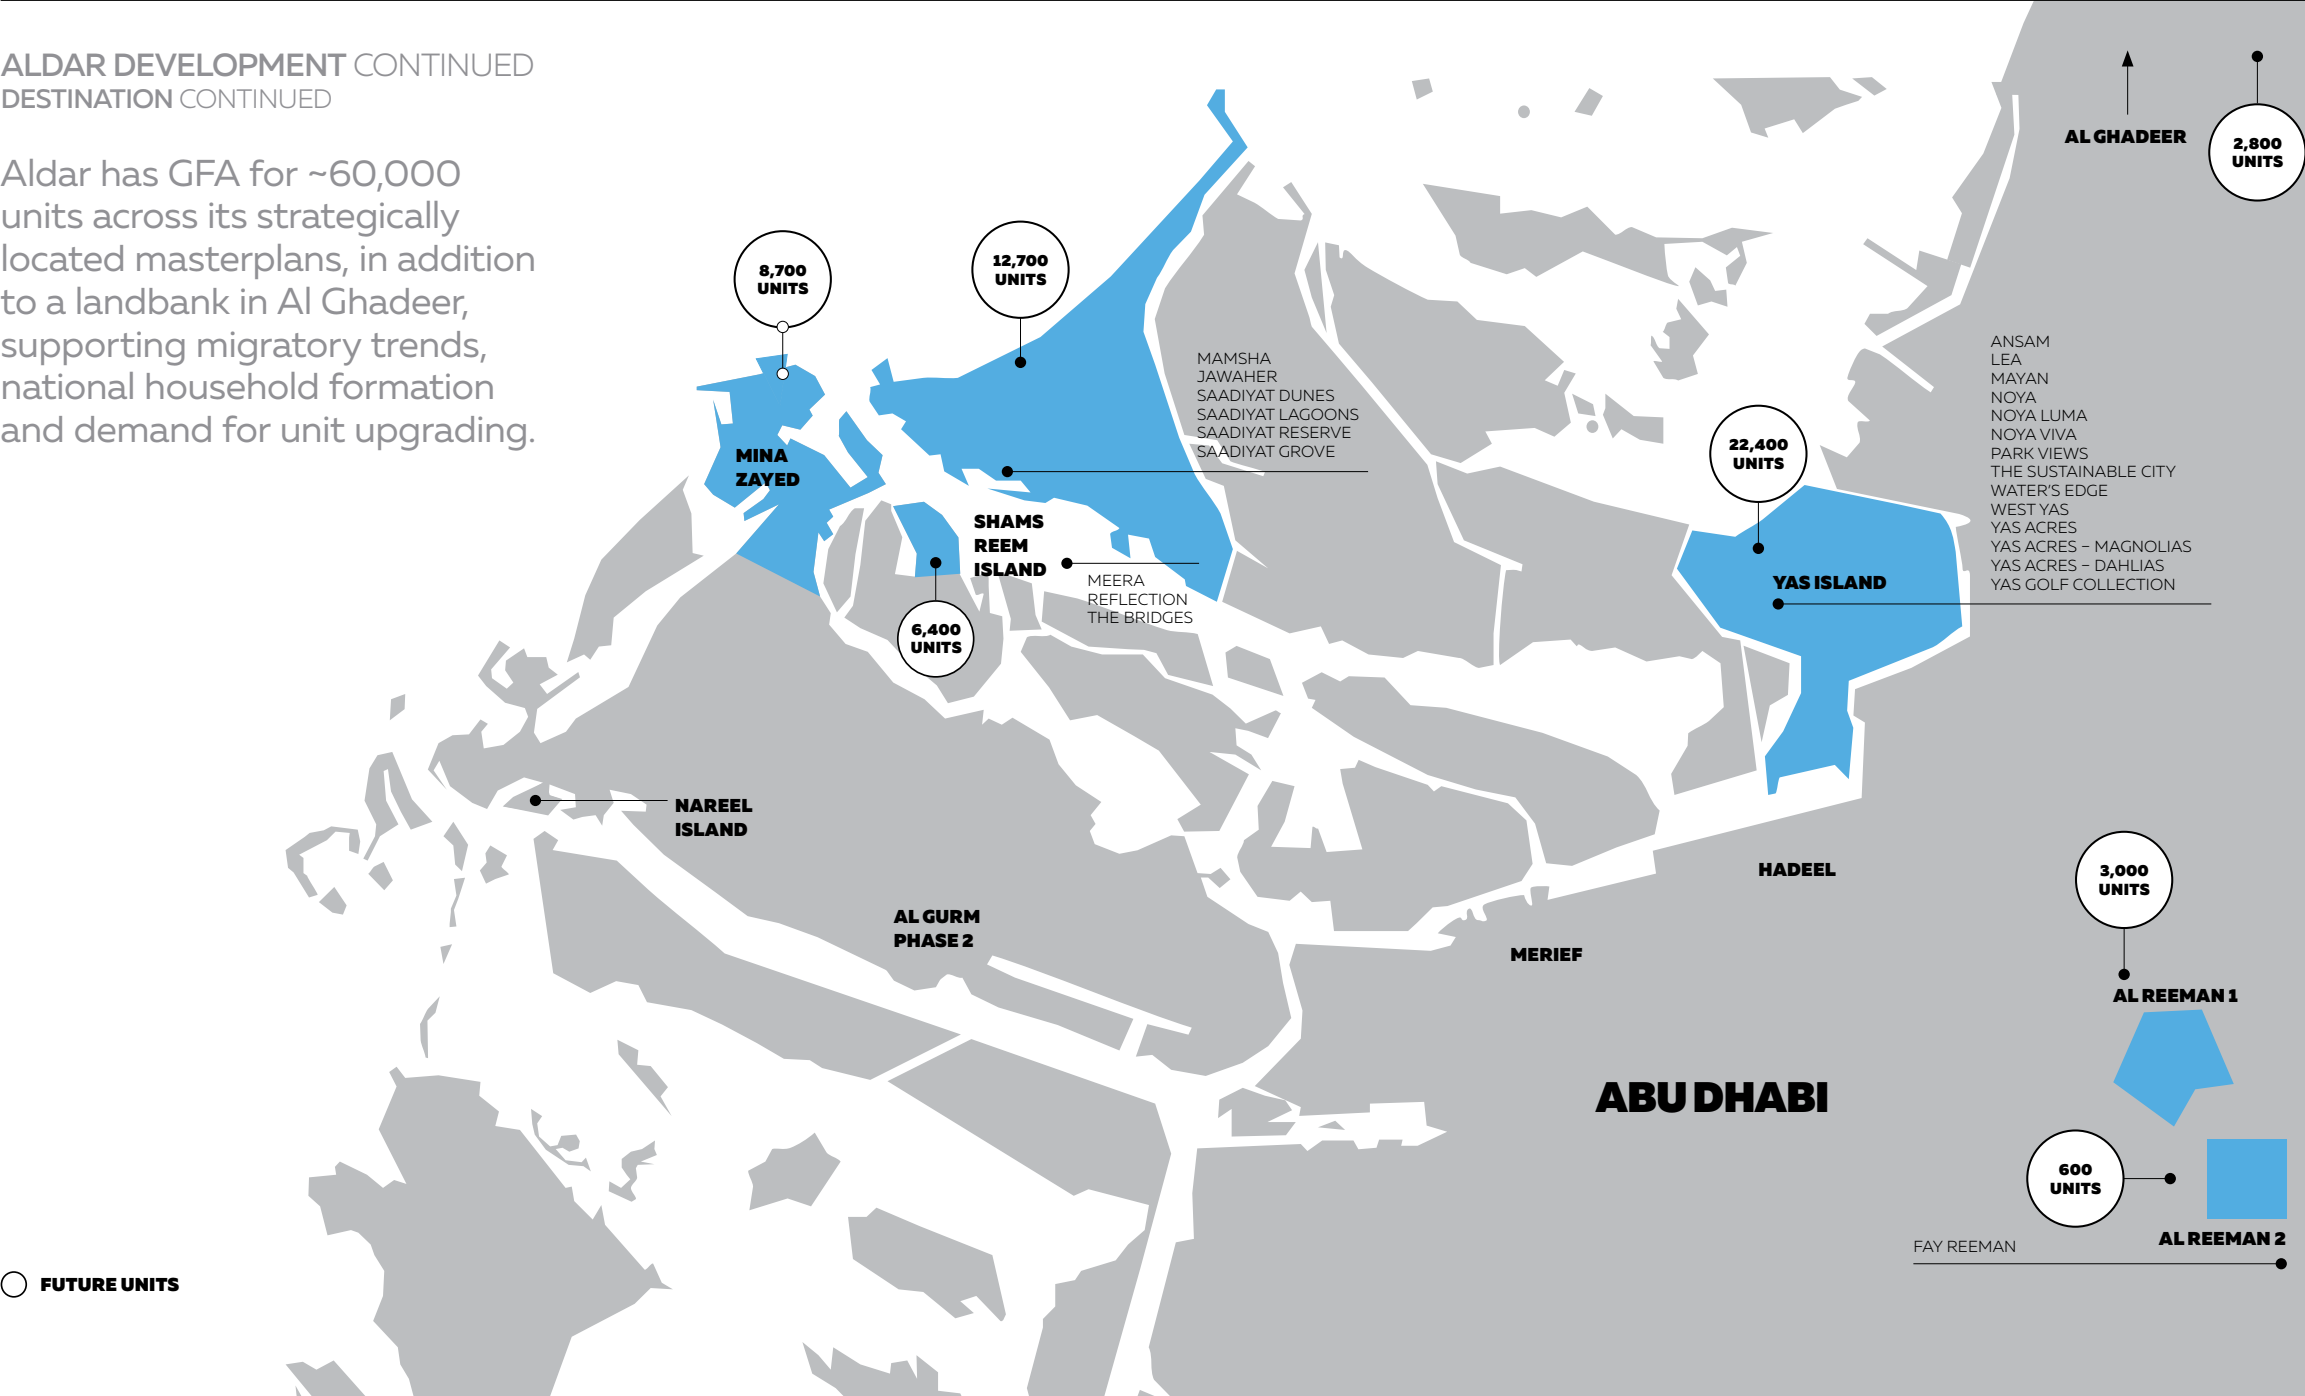 ALDAR DEVELOPMENT CONTINUED
DESTINATION CONTINUED
Aldar has GFA for ~60,000
units across its strategically
located masterplans, in addition
to a landbank in Al Ghadeer,
supporting migratory trends,
national household formation
and demand for unit upgrading.
AL GHADEER
2,800
UNITS
8,700
UNITS
12,700
UNITS
MAMSHA
JAWAHER
SAADIYAT DUNES
SAADIYAT LAGOONS
SAADIYAT RESERVE
SAADIYAT GROVE
MINA
ZAYED
SHAMS
REEM
ISLAND
MEERA
REFLECTION
THE BRIDGES
6,400
UNITS
22,400
UNITS
YAS ISLAND
ANSAM
LEA
MAYAN
NOYA
NOYA LUMA
NOYA VIVA
PARK VIEWS
THE SUSTAINABLE CITY
WATER'S EDGE
WEST YAS
YAS ACRES
YAS ACRES – MAGNOLIAS
YAS ACRES – DAHLIAS
YAS GOLF COLLECTION
NAREEL
ISLAND
AL GURM
PHASE 2
HADEEL
MERIEF
3,000
UNITS
AL REEMAN 1
ABU DHABI
600
UNITS
AL REEMAN 2
FAY REEMAN
FUTURE UNITS